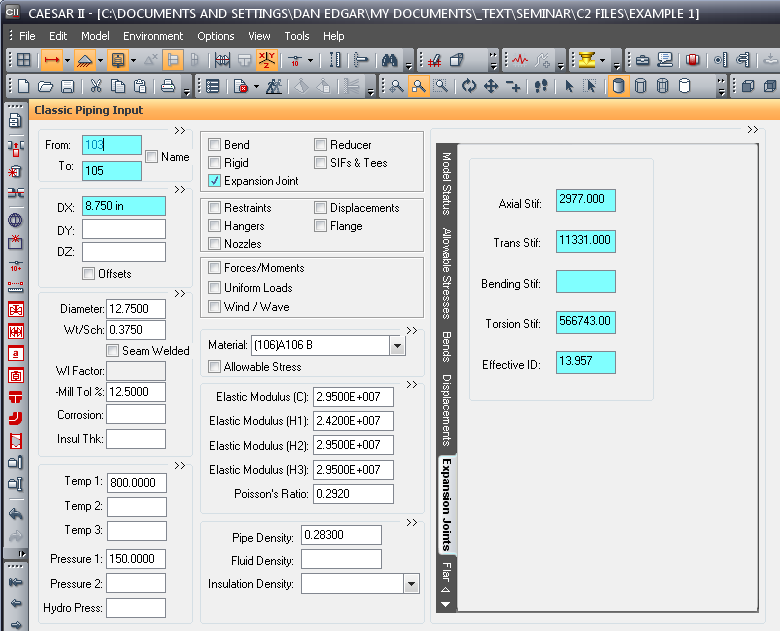 CAESAR II - [C:\DOCUMENTS AND SETTINGS\DAN EDGAR\MY DOCUMENTS\_TEXT\SEMINAR\C2 FILES\EXAMPLE 1]
File Edit Model Environment Options View Tools Help
Classic Piping Input
From: 103
To: 105
Name
DX: 8.750 in
DY:
DZ:
Offsets
Diameter: 12.7500
Wt/Sch: 0.3750
Seam Welded
WI Factor:
-Mill Tol %: 12.5000
Corrosion:
Insul Thk:
Temp 1: 800.0000
Temp 2:
Temp 3:
Pressure 1: 150.0000
Pressure 2:
Hydro Press:
Bend
Reducer
Rigid
SIFs & Tees
Expansion Joint
Restraints
Displacements
Hangers
Flange
Nozzles
Forces/Moments
Uniform Loads
Wind / Wave
Material: (106)A106 B
Allowable Stress
Elastic Modulus (C): 2.9500E+007
Elastic Modulus (H1): 2.4200E+007
Elastic Modulus (H2): 2.9500E+007
Elastic Modulus (H3): 2.9500E+007
Poisson's Ratio: 0.2920
Pipe Density: 0.28300
Fluid Density:
Insulation Density:
Model Status
Allowable Stresses
Bends
Displacements
Expansion Joints
Flar
Axial Stif: 2977.000
Trans Stif: 11331.000
Bending Stif:
Torsion Stif: 566743.00
Effective ID: 13.957